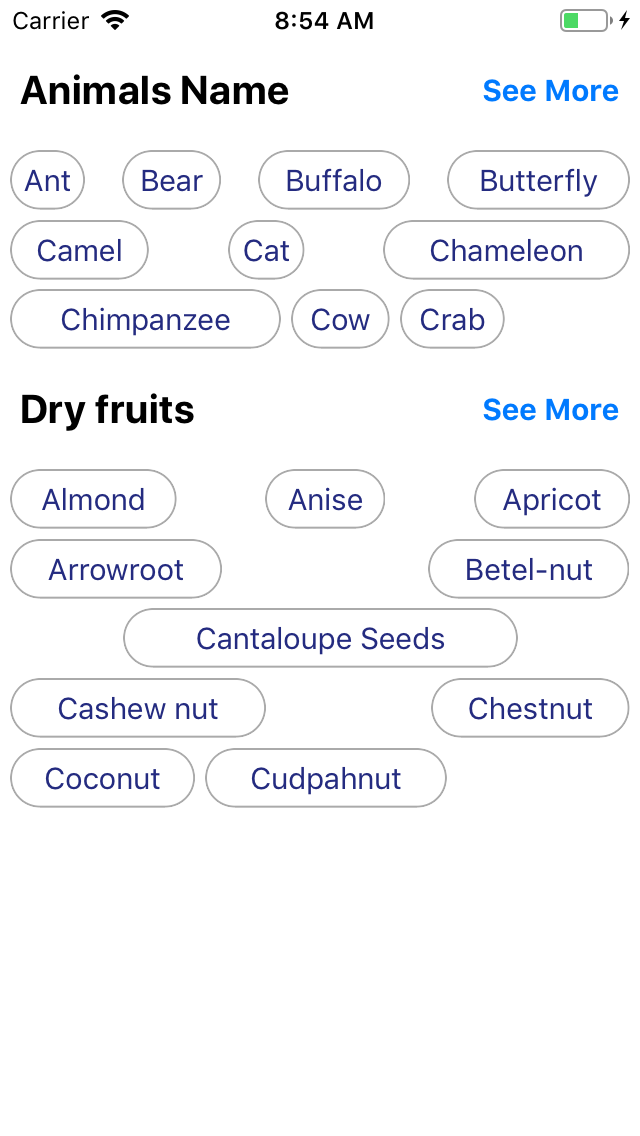 Carrier 8:54 AM
Animals Name See More
Ant Bear Buffalo Butterfly
Camel Cat Chameleon
Chimpanzee Cow Crab
Dry fruits See More
Almond Anise Apricot
Arrowroot Betel-nut
Cantaloupe Seeds
Cashew nut Chestnut
Coconut Cudpahnut